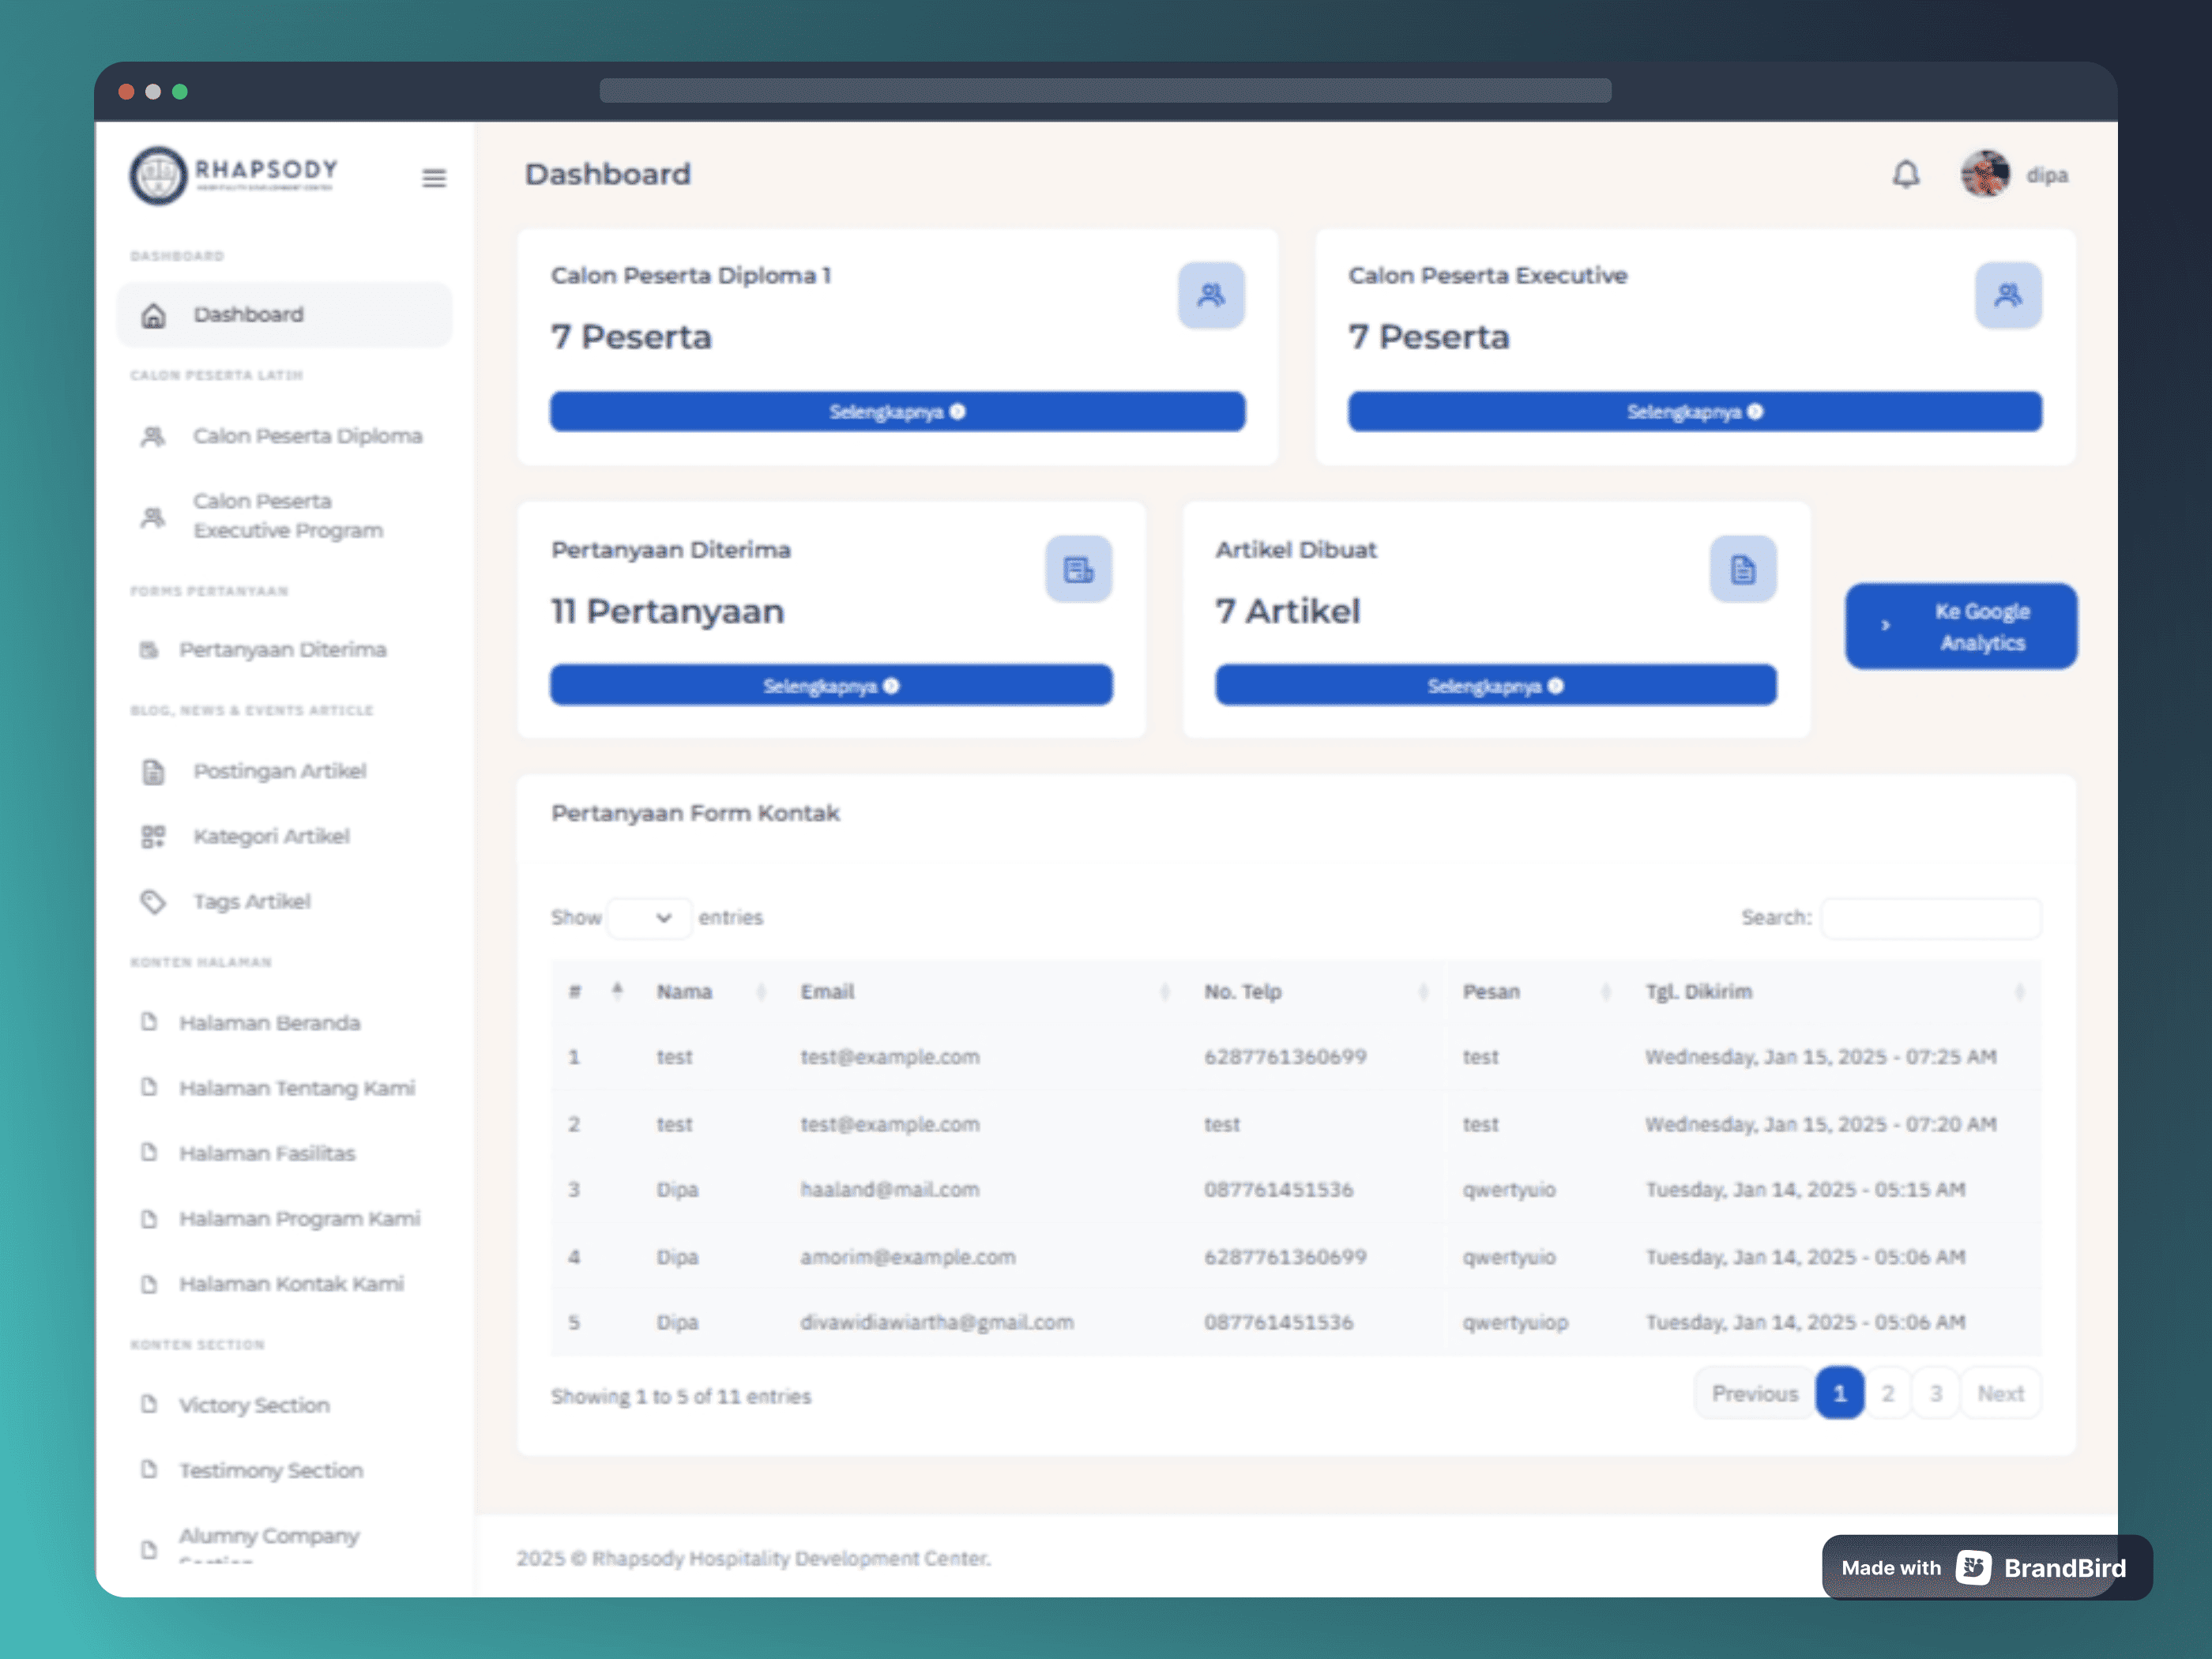 RHAPSODY
HOSPITALITY DEVELOPMENT CENTER
DASHBOARD
Dashboard
CALON PESERTA LATIH
Calon Peserta Diploma
Calon Peserta
Executive Program
FORMS PERTANYAAN
Pertanyaan Diterima
BLOG, NEWS & EVENTS ARTICLE
Postingan Artikel
Kategori Artikel
Tags Artikel
KONTEN HALAMAN
Halaman Beranda
Halaman Tentang Kami
Halaman Fasilitas
Halaman Program Kami
Halaman Kontak Kami
KONTEN SECTION
Victory Section
Testimony Section
Alumny Company
Dashboard
dipa
Calon Peserta Diploma 1
7 Peserta
Selengkapnya
Calon Peserta Executive
7 Peserta
Selengkapnya
Pertanyaan Diterima
11 Pertanyaan
Selengkapnya
Artikel Dibuat
7 Artikel
Selengkapnya
Ke Google
Analytics
Pertanyaan Form Kontak
Show entries
Search:
# Nama Email No. Telp Pesan Tgl. Dikirim
1 test test@example.com 6287761360699 test Wednesday, Jan 15, 2025 - 07:25 AM
2 test test@example.com test test Wednesday, Jan 15, 2025 - 07:20 AM
3 Dipa haaland@mail.com 087761451536 qwertyuio Tuesday, Jan 14, 2025 - 05:15 AM
4 Dipa amorim@example.com 6287761360699 qwertyuio Tuesday, Jan 14, 2025 - 05:06 AM
5 Dipa divawidiawiartha@gmail.com 087761451536 qwertyuiop Tuesday, Jan 14, 2025 - 05:06 AM
Showing 1 to 5 of 11 entries
Previous 1 2 3 Next
2025 © Rhapsody Hospitality Development Center.
Made with BrandBird